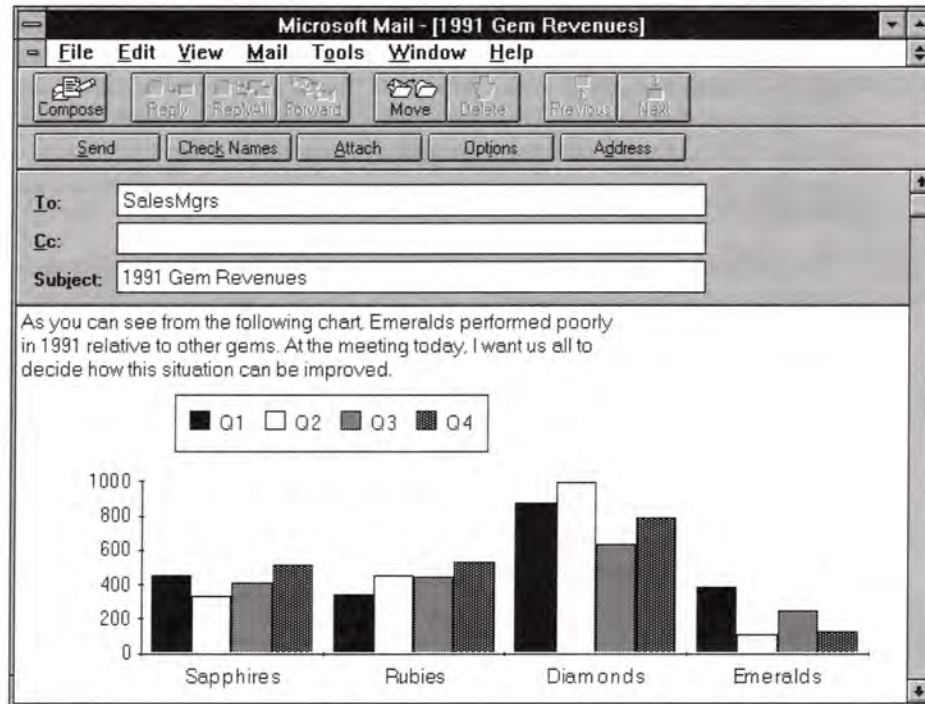 Microsoft Mail - [1991 Gem Revenues]
File Edit View Mail Tools Window Help
Compose Reply ReplyAll Forward Move Delete Previous Next
Send Check Names Attach Options Address
To: SalesMgrs
Cc:
Subject: 1991 Gem Revenues
As you can see from the following chart, Emeralds performed poorly
in 1991 relative to other gems. At the meeting today, I want us all to
decide how this situation can be improved.
Q1 Q2 Q3 Q4
1000
800
600
400
200
0
Sapphires Rubies Diamonds Emeralds